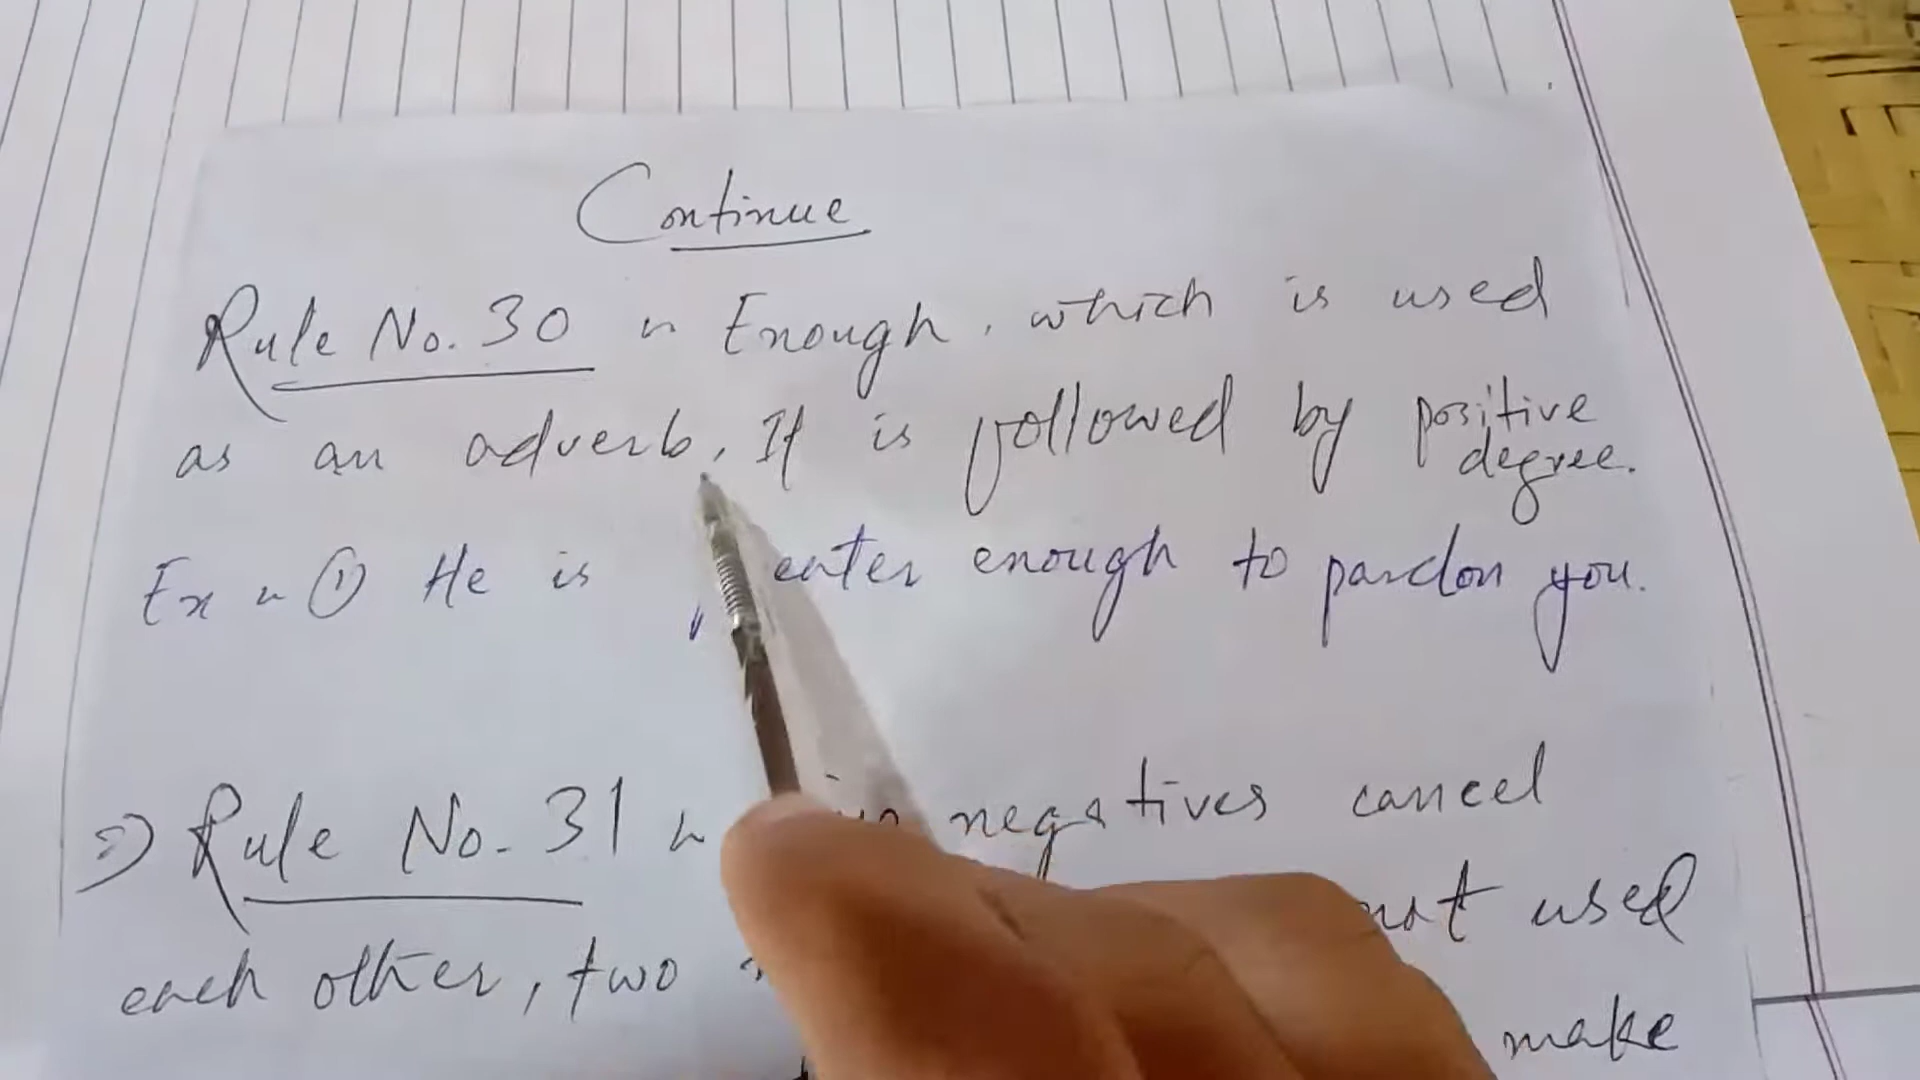 Continue
Rule No. 30 ~ Enough, which is used
as an adverb, It is followed by positive
degree.
Ex ~ ① He is enough to pardon you.
=> Rule No. 31 ~ negatives cancel
each other, two not used
make